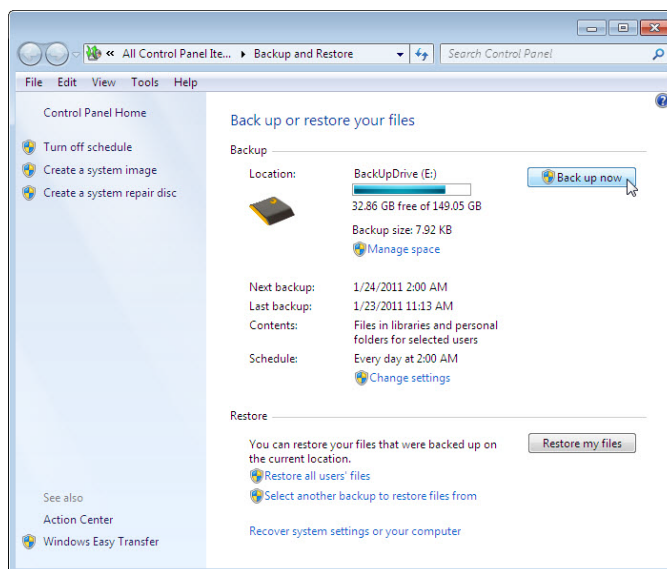 All Control Panel Ite... Backup and Restore Search Control Panel
File Edit View Tools Help
Control Panel Home
Turn off schedule
Create a system image
Create a system repair disc
See also
Action Center
Windows Easy Transfer
Back up or restore your files
Backup
Location: BackUpDrive (E:) Back up now
32.86 GB free of 149.05 GB
Backup size: 7.92 KB
Manage space
Next backup: 1/24/2011 2:00 AM
Last backup: 1/23/2011 11:13 AM
Contents: Files in libraries and personal
folders for selected users
Schedule: Every day at 2:00 AM
Change settings
Restore
You can restore your files that were backed up on
the current location.
Restore my files
Restore all users' files
Select another backup to restore files from
Recover system settings or your computer